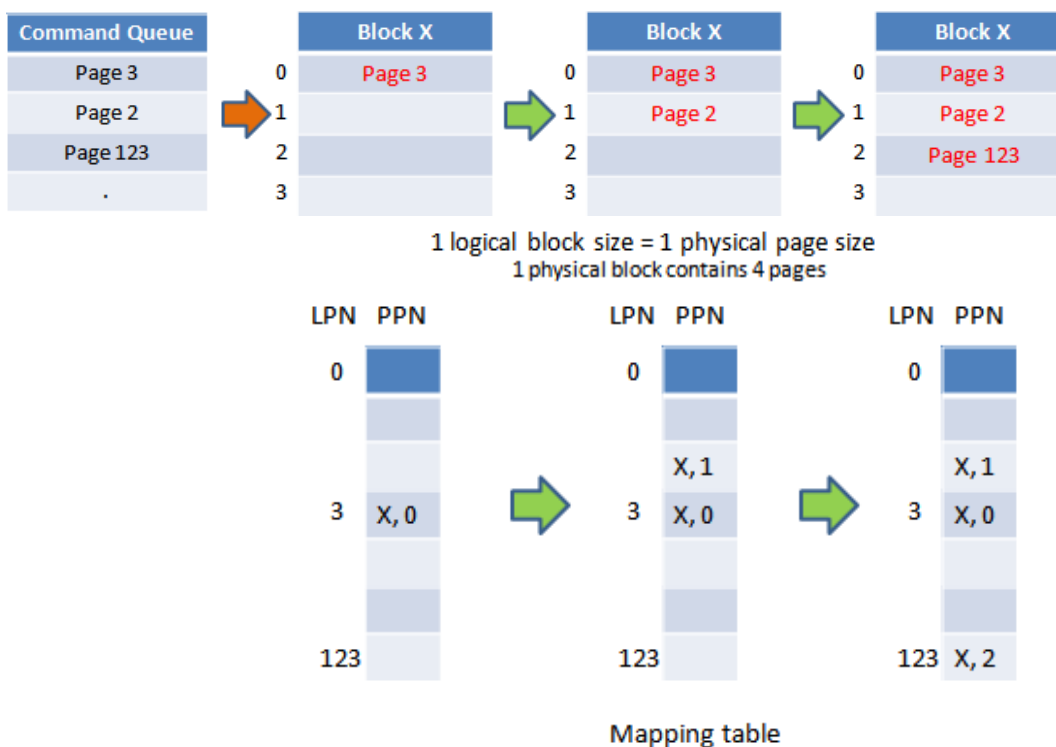 Command Queue
Page 3
Page 2
Page 123
.
Block X
0 Page 3
1
2
3
Block X
0 Page 3
1 Page 2
2
3
Block X
0 Page 3
1 Page 2
2 Page 123
3
1 logical block size = 1 physical page size
1 physical block contains 4 pages
LPN PPN
0
3 X, 0
123
LPN PPN
0
X, 1
3 X, 0
123
LPN PPN
0
X, 1
3 X, 0
123 X, 2
Mapping table